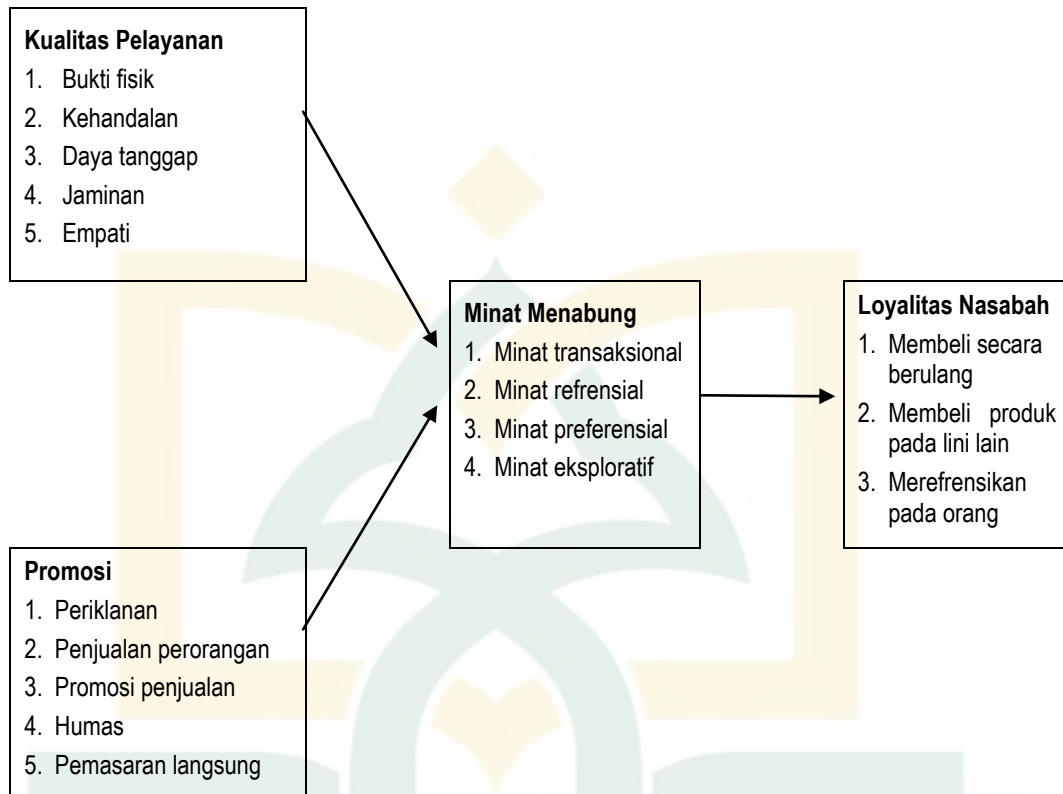 Kualitas Pelayanan
1. Bukti fisik
2. Kehandalan
3. Daya tanggap
4. Jaminan
5. Empati
Minat Menabung
1. Minat transaksional
2. Minat refrensial
3. Minat preferensial
4. Minat eksploratif
Loyalitas Nasabah
1. Membeli secara
berulang
2. Membeli produk
pada lini lain
3. Merefrensikan
pada orang
Promosi
1. Periklanan
2. Penjualan perorangan
3. Promosi penjualan
4. Humas
5. Pemasaran langsung